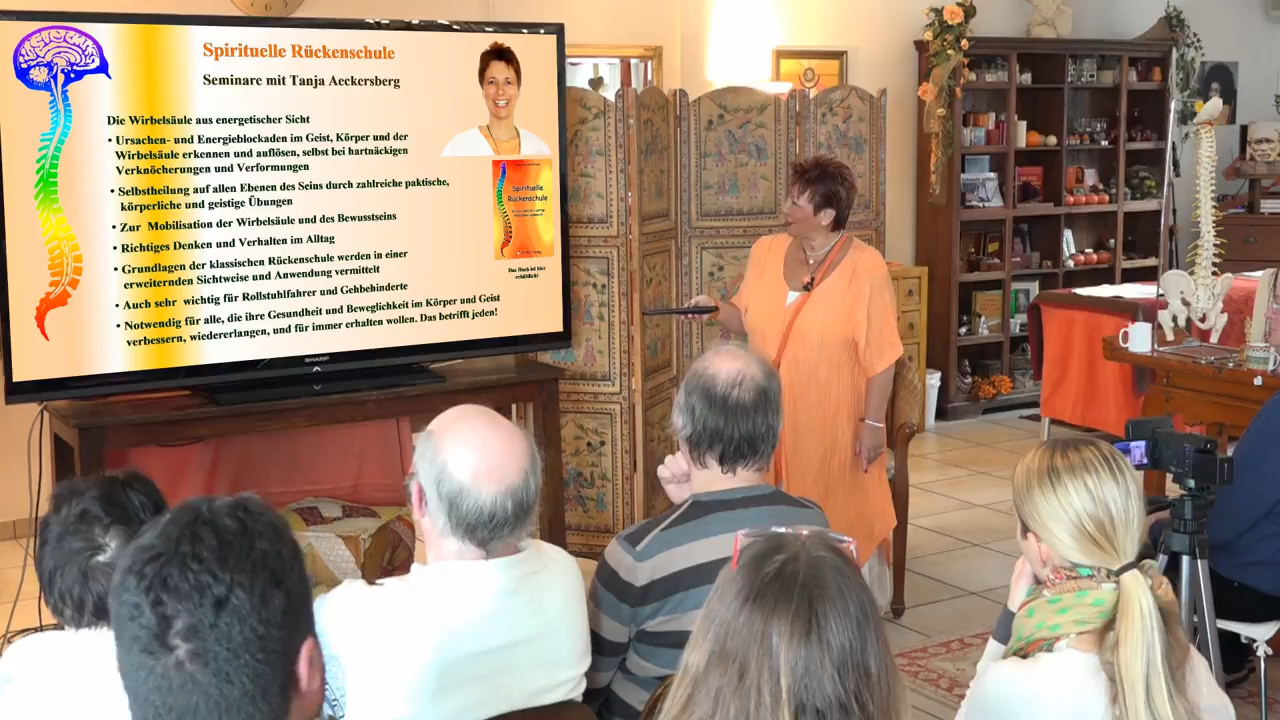 Spirituelle Rückenschule
Seminare mit Tanja Aeckersberg
Die Wirbelsäule aus energetischer Sicht
• Ursachen- und Energieblockaden im Geist, Körper und der
Wirbelsäule erkennen und auflösen, selbst bei hartnäckigen
Verknöcherungen und Verformungen
• Selbstheilung auf allen Ebenen des Seins durch zahlreiche paktische,
körperliche und geistige Übungen
• Zur Mobilisation der Wirbelsäule und des Bewusstseins
• Richtiges Denken und Verhalten im Alltag
• Grundlagen der klassischen Rückenschule werden in einer
erweiternden Sichtweise und Anwendung vermittelt
• Auch sehr wichtig für Rollstuhlfahrer und Gehbehinderte
• Notwendig für alle, die ihre Gesundheit und Beweglichkeit im Körper und Geist
verbessern, wiedererlangen, und für immer erhalten wollen. Das betrifft jeden!
Spirituelle
Rückenschule
Das Buch ist hier
erhältlich!
SHARP